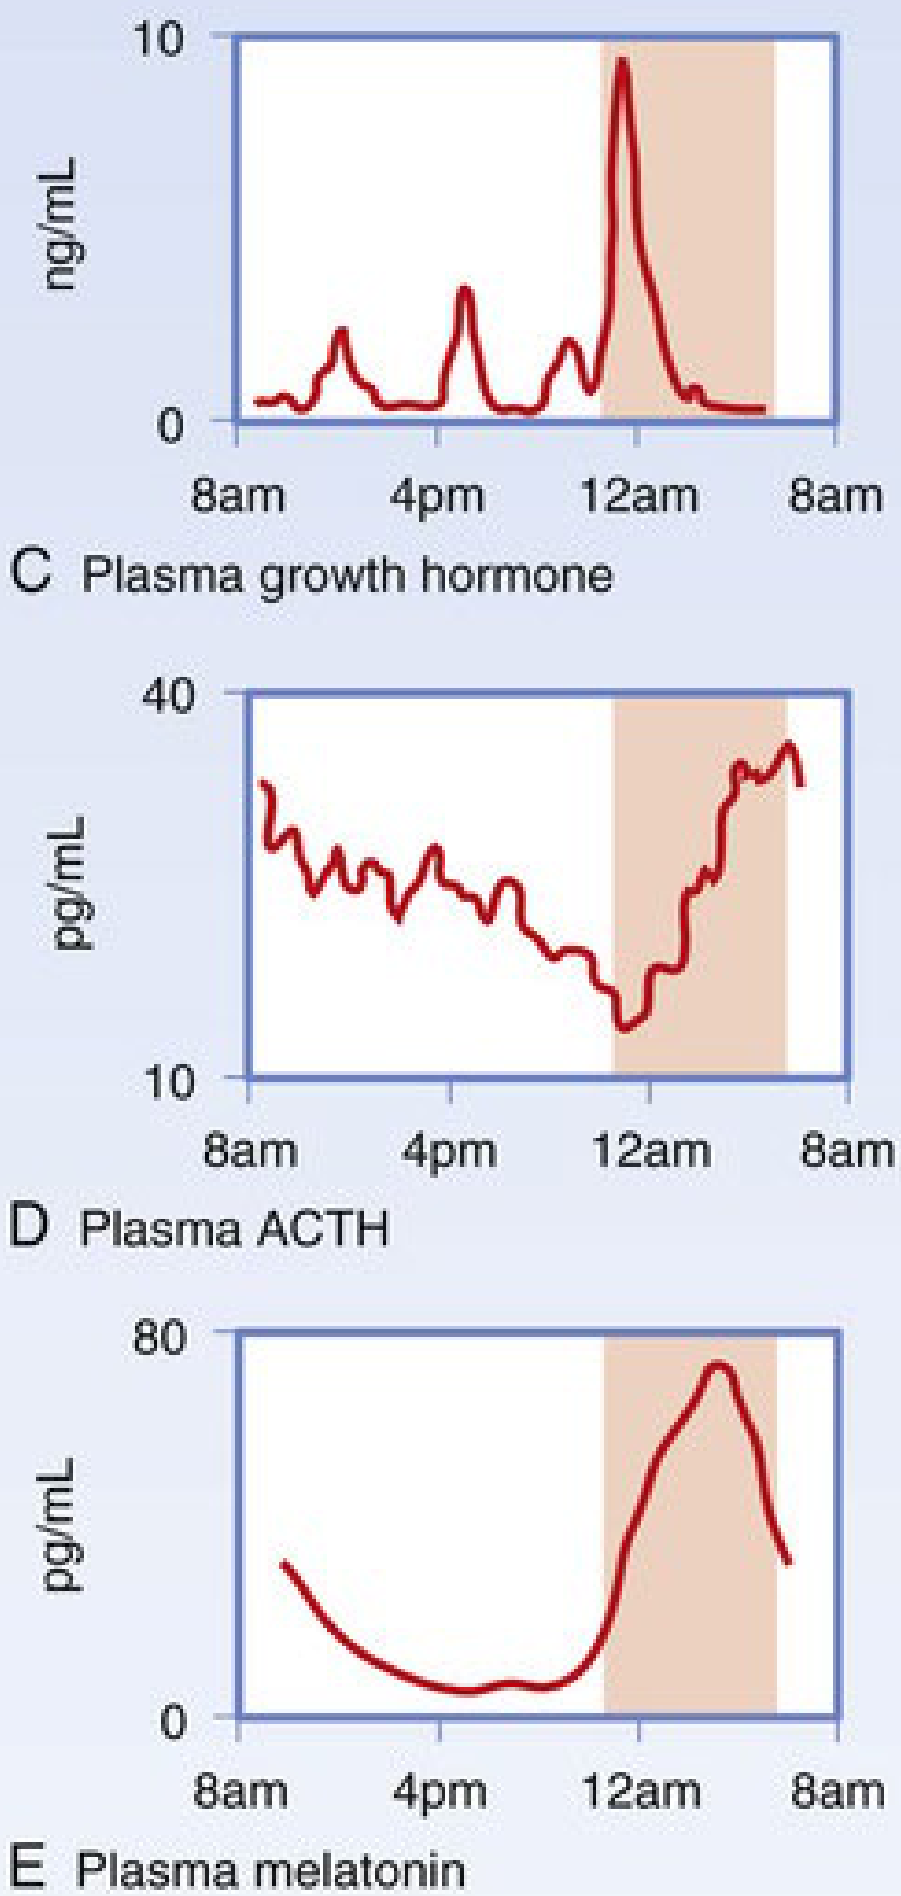 10
ng/mL
0
8am 4pm 12am 8am
C Plasma growth hormone
40
pg/mL
10
8am 4pm 12am 8am
D Plasma ACTH
80
pg/mL
0
8am 4pm 12am 8am
E Plasma melatonin